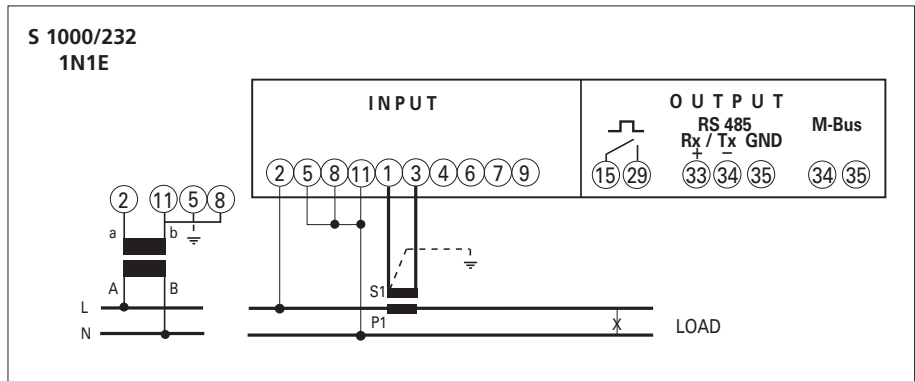 S 1000/232
1N1E
INPUT
OUTPUT
RS 485
Rx / Tx GND
+ –
M-Bus
2 5 8 11 1 3 4 6 7 9
15 29 33 34 35 34 35
2 11 5 8
a b
A B
S1
L
P1
X LOAD
N